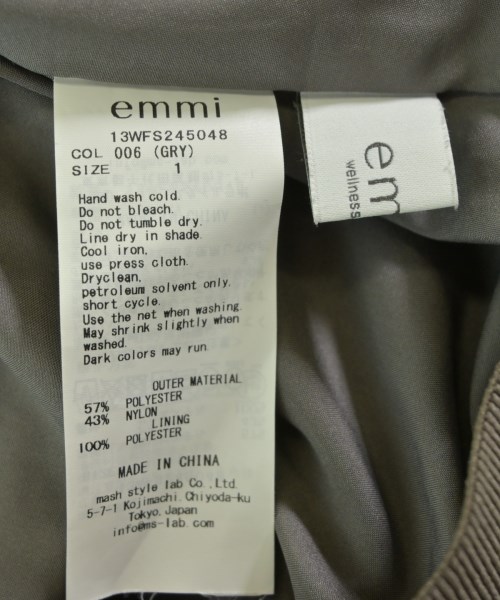 emmi
13WFS245048
COL 006 (GRY)
SIZE 1
Hand wash cold.
Do not bleach.
Do not tumble dry.
Line dry in shade.
Cool iron,
use press cloth.
Dryclean,
petroleum solvent only,
short cycle.
Use the net when washing.
May shrink slightly when
washed.
Dark colors may run.
OUTER MATERIAL
57% POLYESTER
43% NYLON
LINING
100% POLYESTER
MADE IN CHINA
mash style lab Co.,Ltd.
5-7-1 Kojimachi,Chiyoda-ku
Tokyo,Japan
info@ms-lab.com
em
wellness